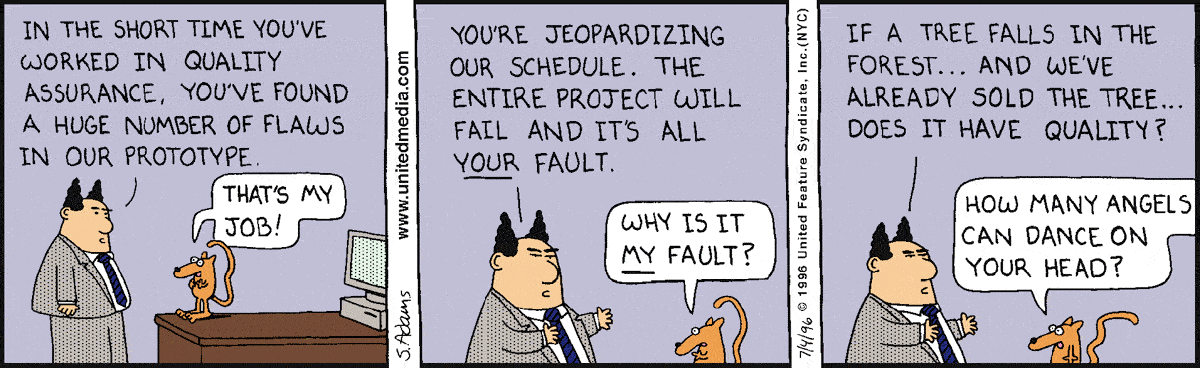 IN THE SHORT TIME YOU'VE
WORKED IN QUALITY
ASSURANCE, YOU'VE FOUND
A HUGE NUMBER OF FLAWS
IN OUR PROTOTYPE.
THAT'S MY
JOB!
www.unitedmedia.com
S.Adams
YOU'RE JEOPARDIZING
OUR SCHEDULE. THE
ENTIRE PROJECT WILL
FAIL AND IT'S ALL
YOUR FAULT.
WHY IS IT
MY FAULT?
7/4/96 © 1996 United Feature Syndicate, Inc.(NYC)
IF A TREE FALLS IN THE
FOREST... AND WE'VE
ALREADY SOLD THE TREE...
DOES IT HAVE QUALITY?
HOW MANY ANGELS
CAN DANCE ON
YOUR HEAD?